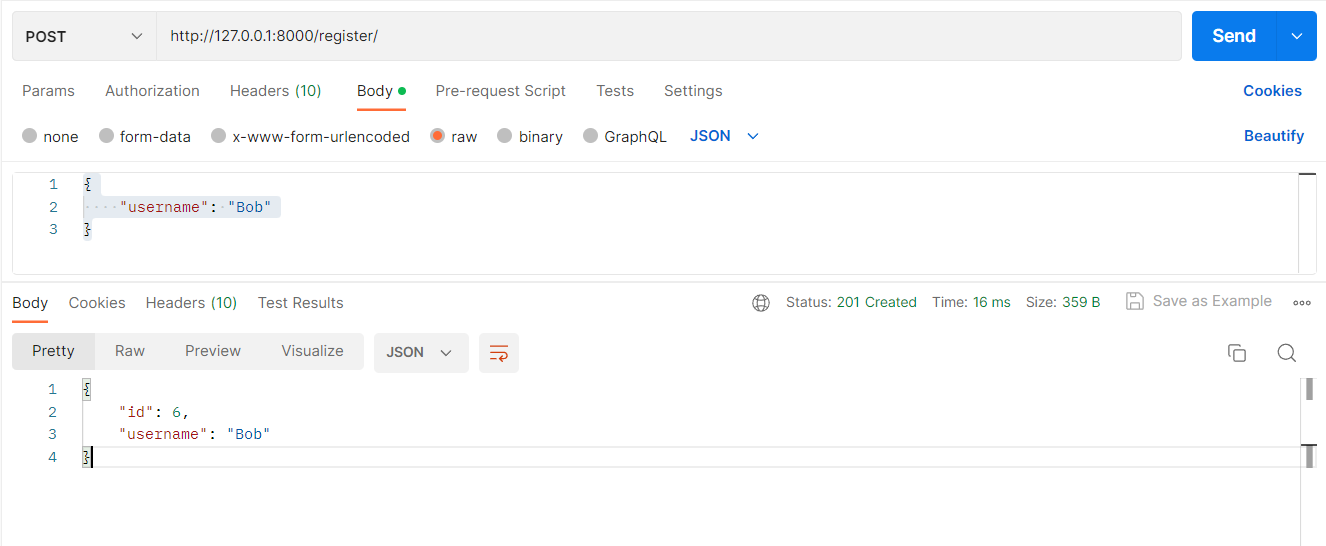 POST http://127.0.0.1:8000/register/ Send
Params Authorization Headers (10) Body Pre-request Script Tests Settings Cookies
none form-data x-www-form-urlencoded raw binary GraphQL JSON Beautify
1 {
2 "username": "Bob"
3 }
Body Cookies Headers (10) Test Results Status: 201 Created Time: 16 ms Size: 359 B Save as Example
Pretty Raw Preview Visualize JSON
1 {
2 "id": 6,
3 "username": "Bob"
4 }